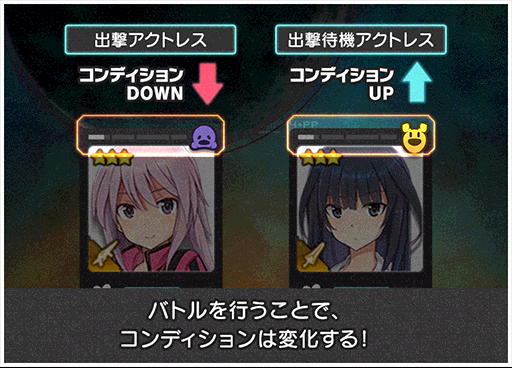 出撃アクトレス
コンディション
DOWN
出撃待機アクトレス
コンディション
UP
バトルを行うことで、
コンディションは変化する!